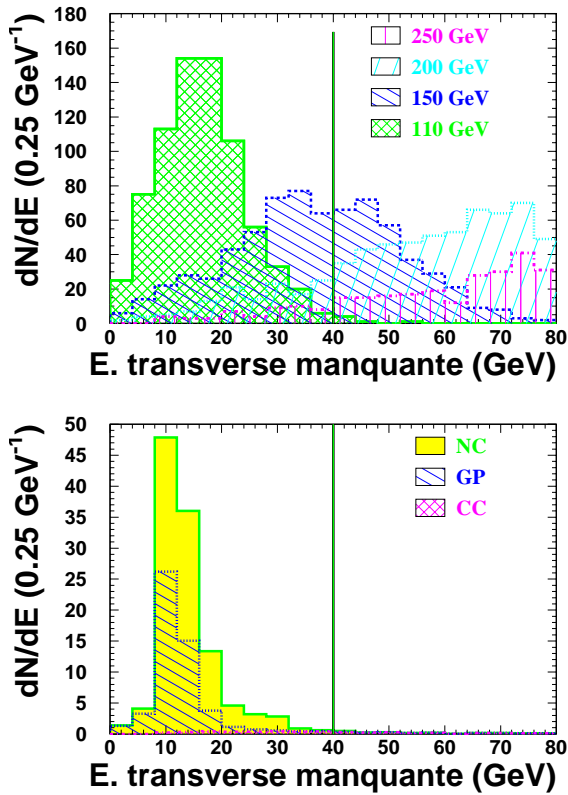 dN/dE (0.25 GeV⁻¹)
180
160
140
120
100
80
60
40
20
0
250 GeV
200 GeV
150 GeV
110 GeV
0 10 20 30 40 50 60 70 80
E. transverse manquante (GeV)
dN/dE (0.25 GeV⁻¹)
50
45
40
35
30
25
20
15
10
5
0
NC
GP
CC
0 10 20 30 40 50 60 70 80
E. transverse manquante (GeV)